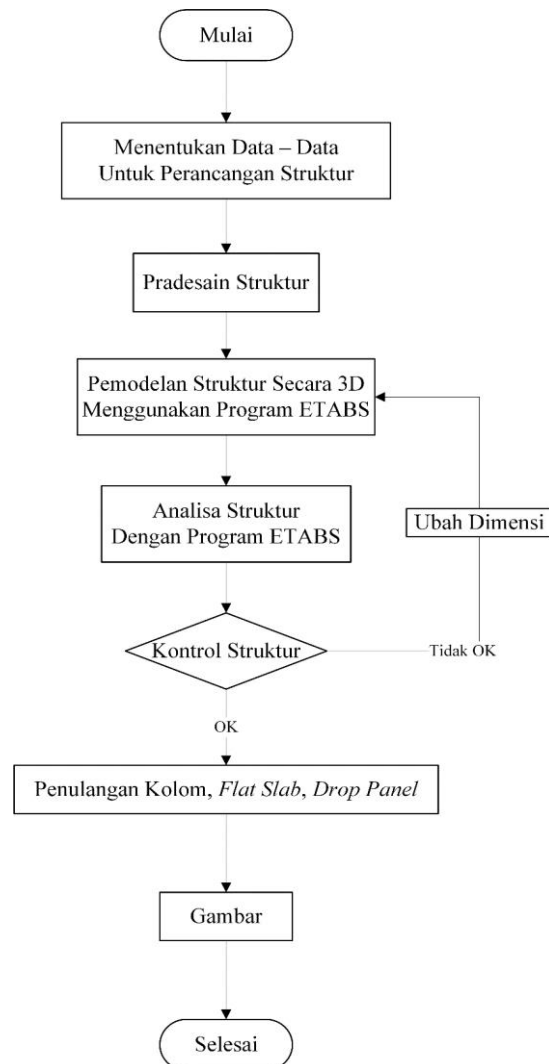 Mulai
Menentukan Data – Data
Untuk Perancangan Struktur
Pradesain Struktur
Pemodelan Struktur Secara 3D
Menggunakan Program ETABS
Analisa Struktur
Dengan Program ETABS
Ubah Dimensi
Kontrol Struktur
Tidak OK
OK
Penulangan Kolom, Flat Slab, Drop Panel
Gambar
Selesai